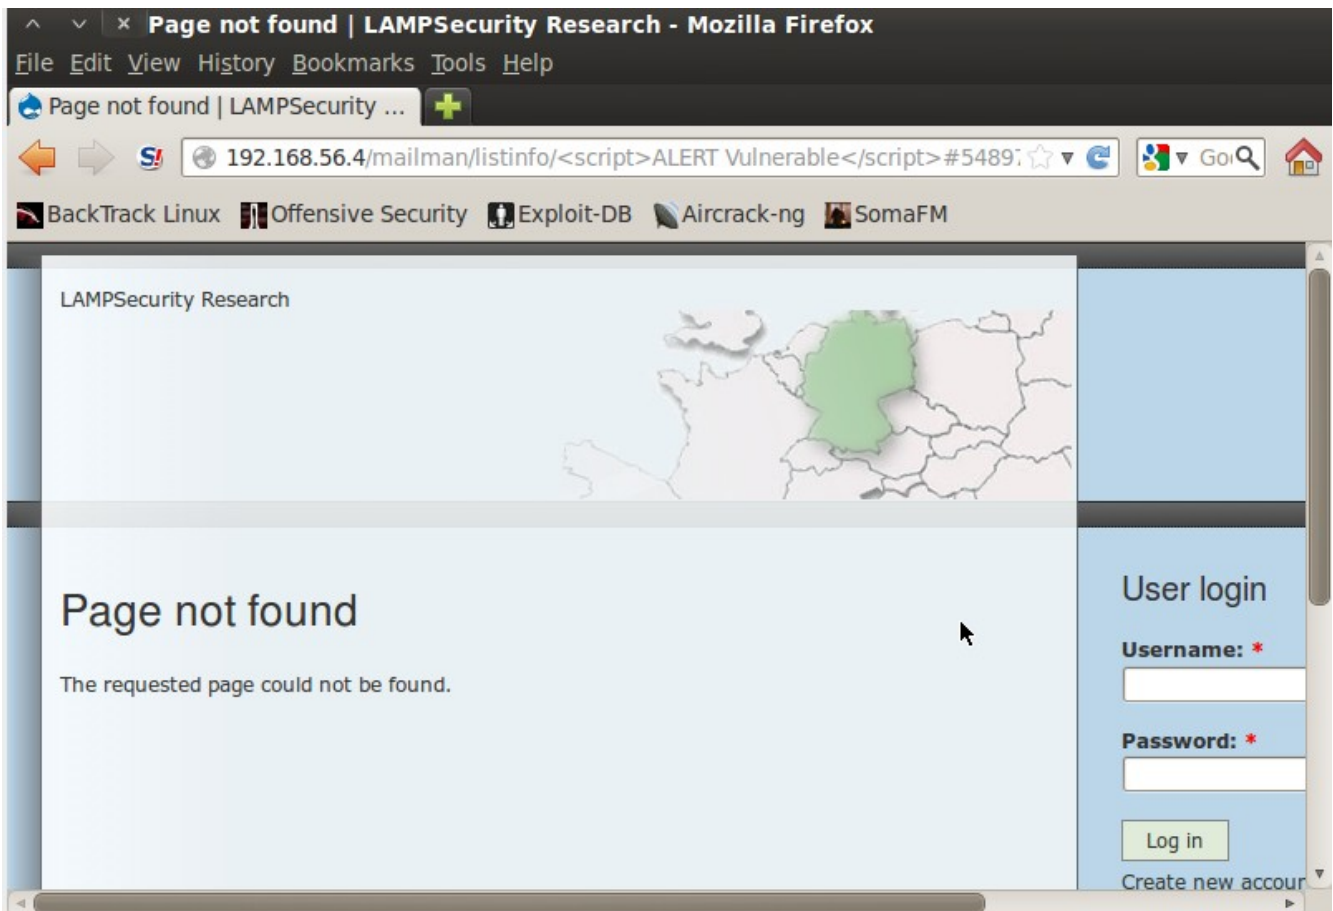 Page not found | LAMPSecurity Research - Mozilla Firefox
File Edit View History Bookmarks Tools Help
Page not found | LAMPSecurity ...
S! 192.168.56.4/mailman/listinfo/<script>ALERT Vulnerable</script>#54897
BackTrack Linux Offensive Security Exploit-DB Aircrack-ng SomaFM
LAMPSecurity Research
Page not found
The requested page could not be found.
User login
Username: *
Password: *
Log in
Create new